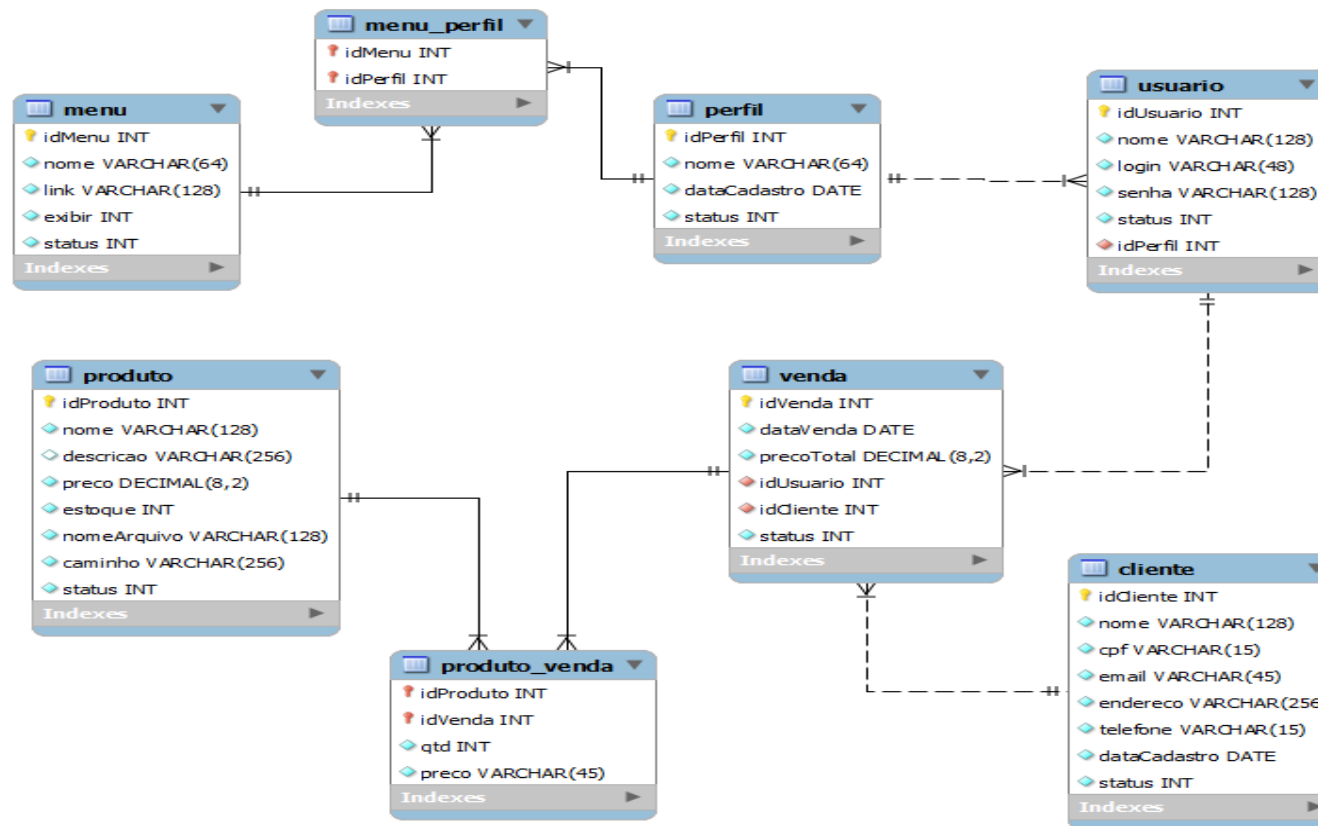 menu_perfil
idMenu INT
idPerfil INT
Indexes
menu
idMenu INT
nome VARCHAR(64)
link VARCHAR(128)
exibir INT
status INT
Indexes
perfil
idPerfil INT
nome VARCHAR(64)
dataCadastro DATE
status INT
Indexes
usuario
idUsuario INT
nome VARCHAR(128)
login VARCHAR(48)
senha VARCHAR(128)
status INT
idPerfil INT
Indexes
produto
idProduto INT
nome VARCHAR(128)
descricao VARCHAR(256)
preco DECIMAL(8,2)
estoque INT
nomeArquivo VARCHAR(128)
caminho VARCHAR(256)
status INT
Indexes
venda
idVenda INT
dataVenda DATE
precoTotal DECIMAL(8,2)
idUsuario INT
idCliente INT
status INT
Indexes
produto_venda
idProduto INT
idVenda INT
qtd INT
preco VARCHAR(45)
Indexes
cliente
idCliente INT
nome VARCHAR(128)
cpf VARCHAR(15)
email VARCHAR(45)
endereco VARCHAR(256
telefone VARCHAR(15)
dataCadastro DATE
status INT
Indexes